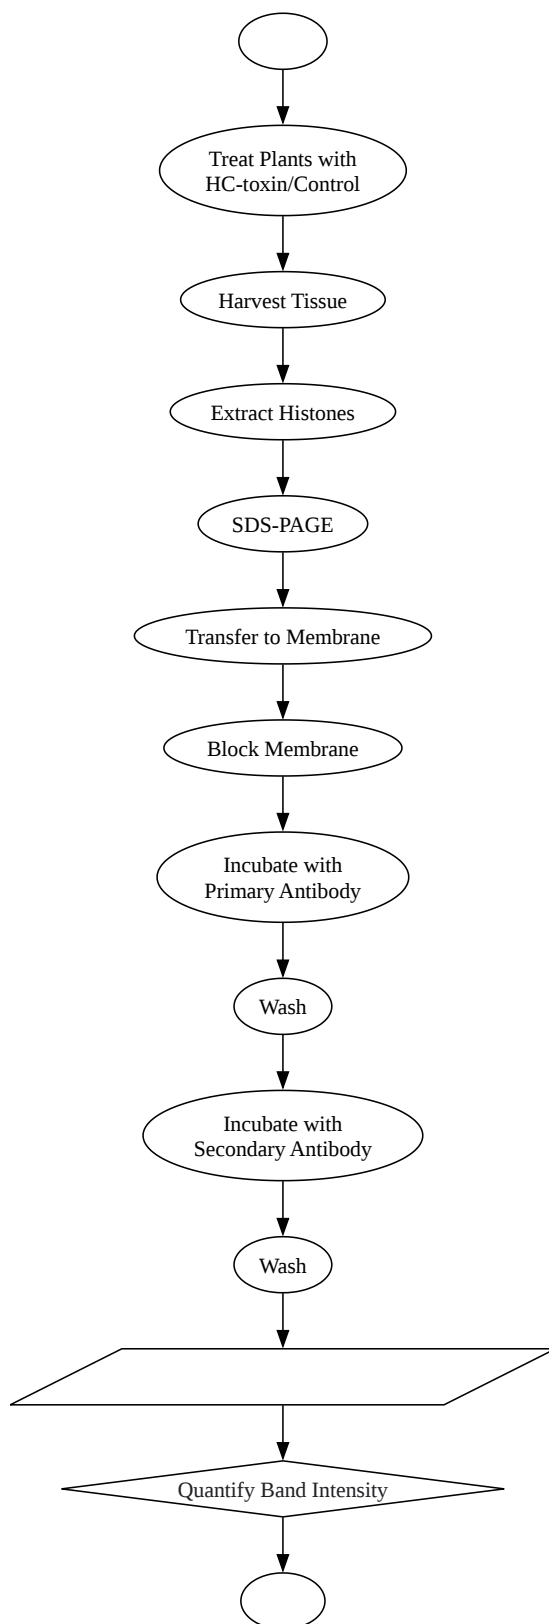 Treat Plants with
HC-toxin/Control
Harvest Tissue
Extract Histones
SDS-PAGE
Transfer to Membrane
Block Membrane
Incubate with
Primary Antibody
Wash
Incubate with
Secondary Antibody
Wash
Quantify Band Intensity